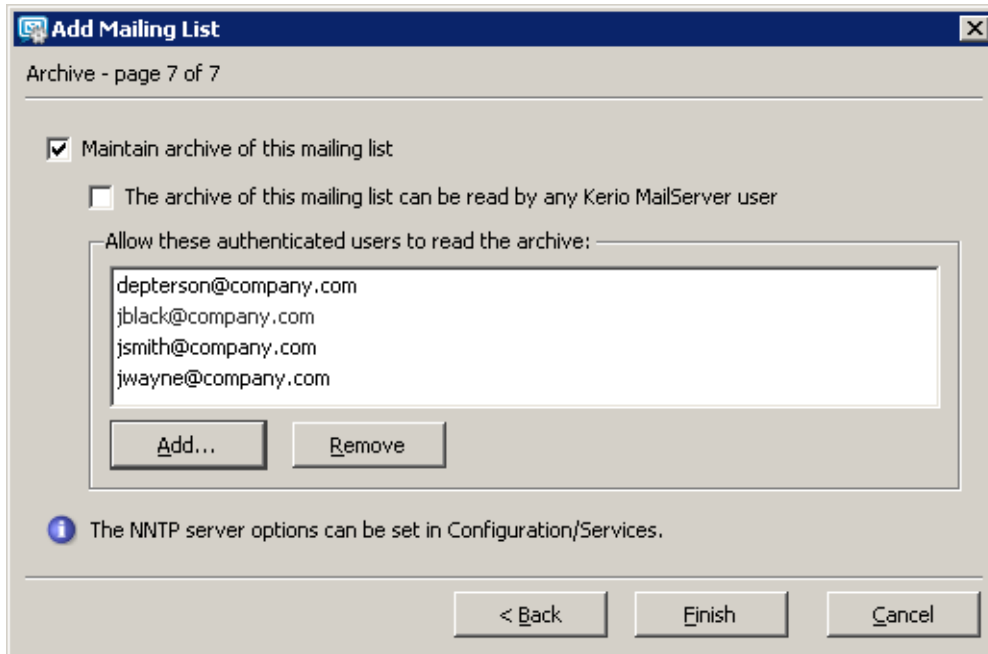 Add Mailing List
Archive - page 7 of 7
Maintain archive of this mailing list
The archive of this mailing list can be read by any Kerio MailServer user
Allow these authenticated users to read the archive:
depterson@company.com
jblack@company.com
jsmith@company.com
jwayne@company.com
Add... Remove
The NNTP server options can be set in Configuration/Services.
< Back Finish Cancel